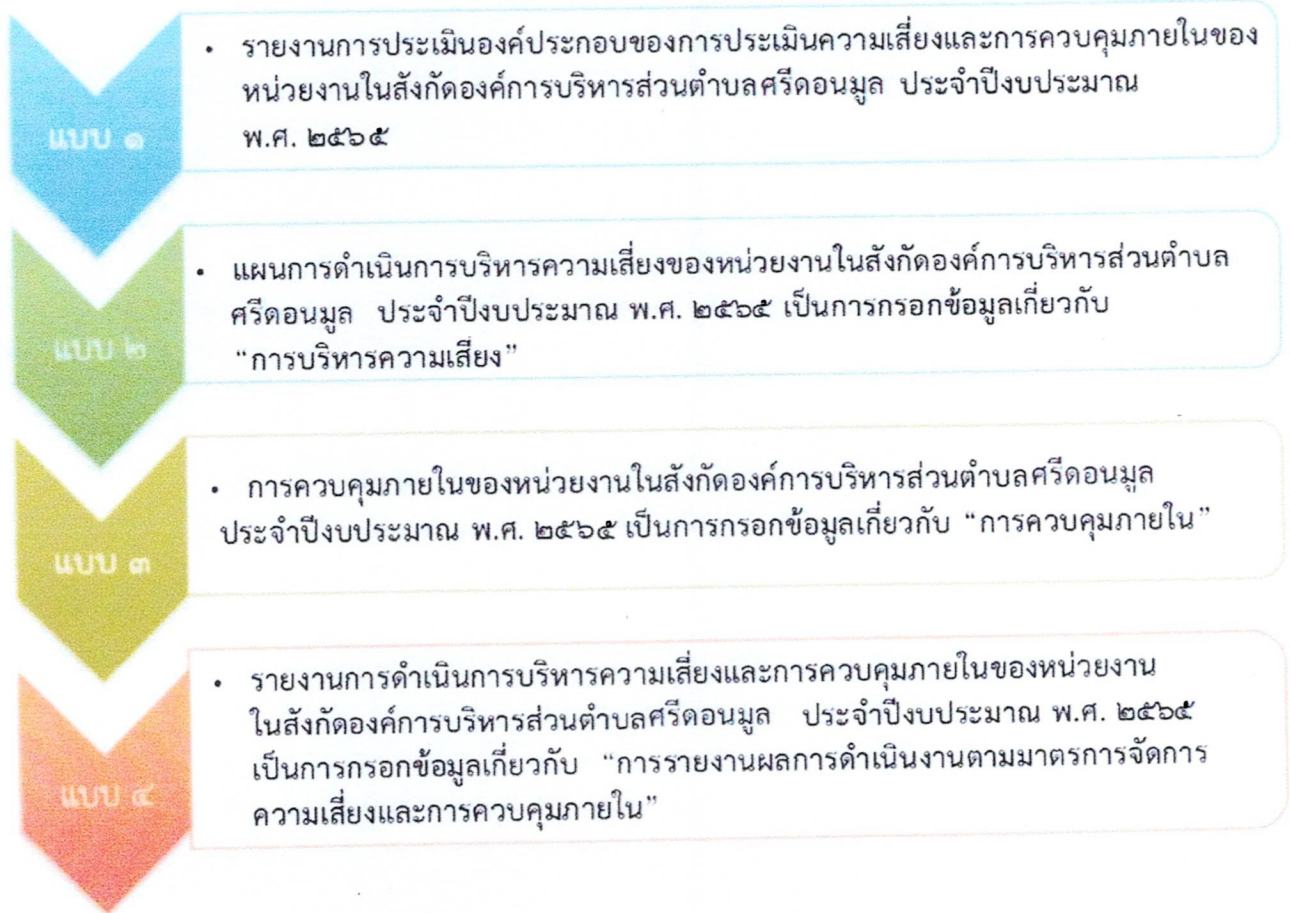 แบบ ๑
• รายงานการประเมินองค์ประกอบของการประเมินความเสี่ยงและการควบคุมภายในของ
หน่วยงานในสังกัดองค์การบริหารส่วนตำบลศรีดอนมูล ประจำปีงบประมาณ
พ.ศ. ๒๕๖๕
แบบ ๒
• แผนการดำเนินการบริหารความเสี่ยงของหน่วยงานในสังกัดองค์การบริหารส่วนตำบล
ศรีดอนมูล ประจำปีงบประมาณ พ.ศ. ๒๕๖๕ เป็นการกรอกข้อมูลเกี่ยวกับ
“การบริหารความเสี่ยง”
แบบ ๓
• การควบคุมภายในของหน่วยงานในสังกัดองค์การบริหารส่วนตำบลศรีดอนมูล
ประจำปีงบประมาณ พ.ศ. ๒๕๖๕ เป็นการกรอกข้อมูลเกี่ยวกับ “การควบคุมภายใน”
แบบ ๔
• รายงานการดำเนินการบริหารความเสี่ยงและการควบคุมภายในของหน่วยงาน
ในสังกัดองค์การบริหารส่วนตำบลศรีดอนมูล ประจำปีงบประมาณ พ.ศ. ๒๕๖๕
เป็นการกรอกข้อมูลเกี่ยวกับ “การรายงานผลการดำเนินงานตามมาตรการจัดการ
ความเสี่ยงและการควบคุมภายใน”